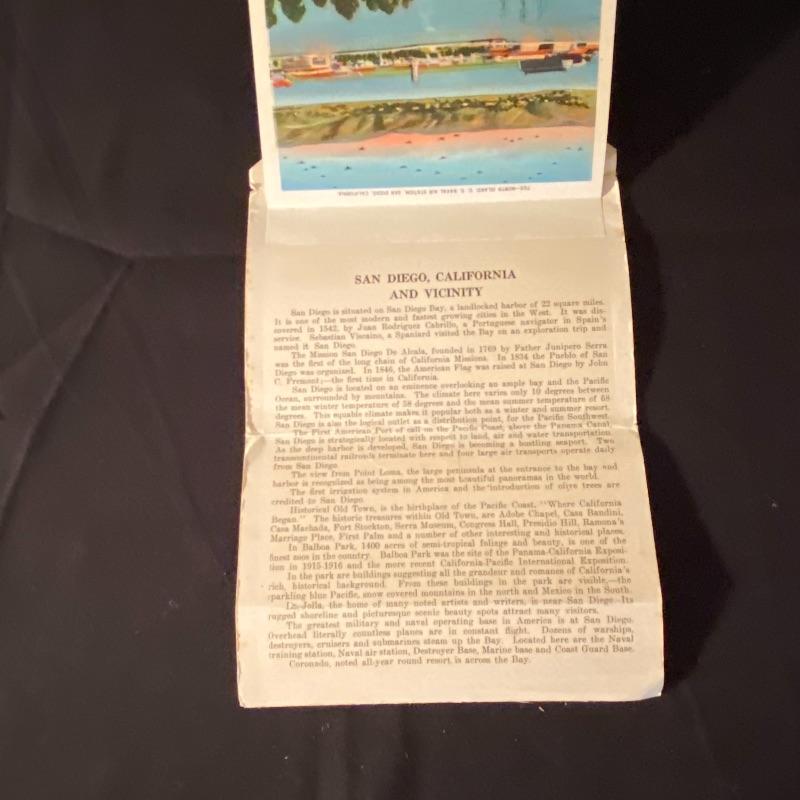 702—NORTH ISLAND, U. S. NAVAL AIR STATION, SAN DIEGO, CALIFORNIA
SAN DIEGO, CALIFORNIA
AND VICINITY
San Diego is situated on San Diego Bay, a landlocked harbor of 22 square miles.
It is one of the most modern and fastest growing cities in the West. It was dis-
covered in 1542, by Juan Rodriguez Cabrillo, a Portuguese navigator in Spain's
service. Sebastian Viscaino, a Spaniard visited the Bay on an exploration trip and
named it San Diego.
The Mission San Diego De Alcala, founded in 1769 by Father Junipero Serra
was the first of the long chain of California Missions. In 1834 the Pueblo of San
Diego was organized. In 1846, the American Flag was raised at San Diego by John
C. Fremont;—the first time in California.
San Diego is located on an eminence overlooking an ample bay and the Pacific
Ocean, surrounded by mountains. The climate here varies only 10 degrees between
the mean winter temperature of 58 degrees and the mean summer temperature of 68
degrees. This equable climate makes it popular both as a winter and summer resort.
San Diego is also the logical outlet as a distribution point, for the Pacific Southwest.
The First American Port of call on the Pacific Coast, above the Panama Canal,
San Diego is strategically located with respect to land, air and water transportation.
As the deep harbor is developed, San Diego is becoming a bustling seaport. Two
transcontinental railroads terminate here and four large air transports operate daily
from San Diego.
The view from Point Loma, the large peninsula at the entrance to the bay and
harbor is recognized as being among the most beautiful panoramas in the world.
The first irrigation system in America and the introduction of olive trees are
credited to San Diego.
Historical Old Town, is the birthplace of the Pacific Coast, "Where California
Began." The historic treasures within Old Town, are Adobe Chapel, Casa Bandini,
Casa Machada, Fort Stockton, Serra Museum, Congress Hall, Presidio Hill, Ramona's
Marriage Place, First Palm and a number of other interesting and historical places.
In Balboa Park, 1400 acres of semi-tropical foliage and beauty, is one of the
finest zoos in the country. Balboa Park was the site of the Panama-California Exposi-
tion in 1915-1916 and the more recent California-Pacific International Exposition.
In the park are buildings suggesting all the grandeur and romance of California's
rich, historical background. From these buildings in the park are visible,—the
sparkling blue Pacific, snow covered mountains in the north and Mexico in the South.
La Jolla, the home of many noted artists and writers, is near San Diego. Its
rugged shoreline and picturesque scenic beauty spots attract many visitors.
The greatest military and naval operating base in America is at San Diego.
Overhead literally countless planes are in constant flight. Dozens of warships,
destroyers, cruisers and submarines steam up the Bay. Located here are the Naval
training station, Naval air station, Destroyer Base, Marine base and Coast Guard Base.
Coronado, noted all-year round resort, is across the Bay.